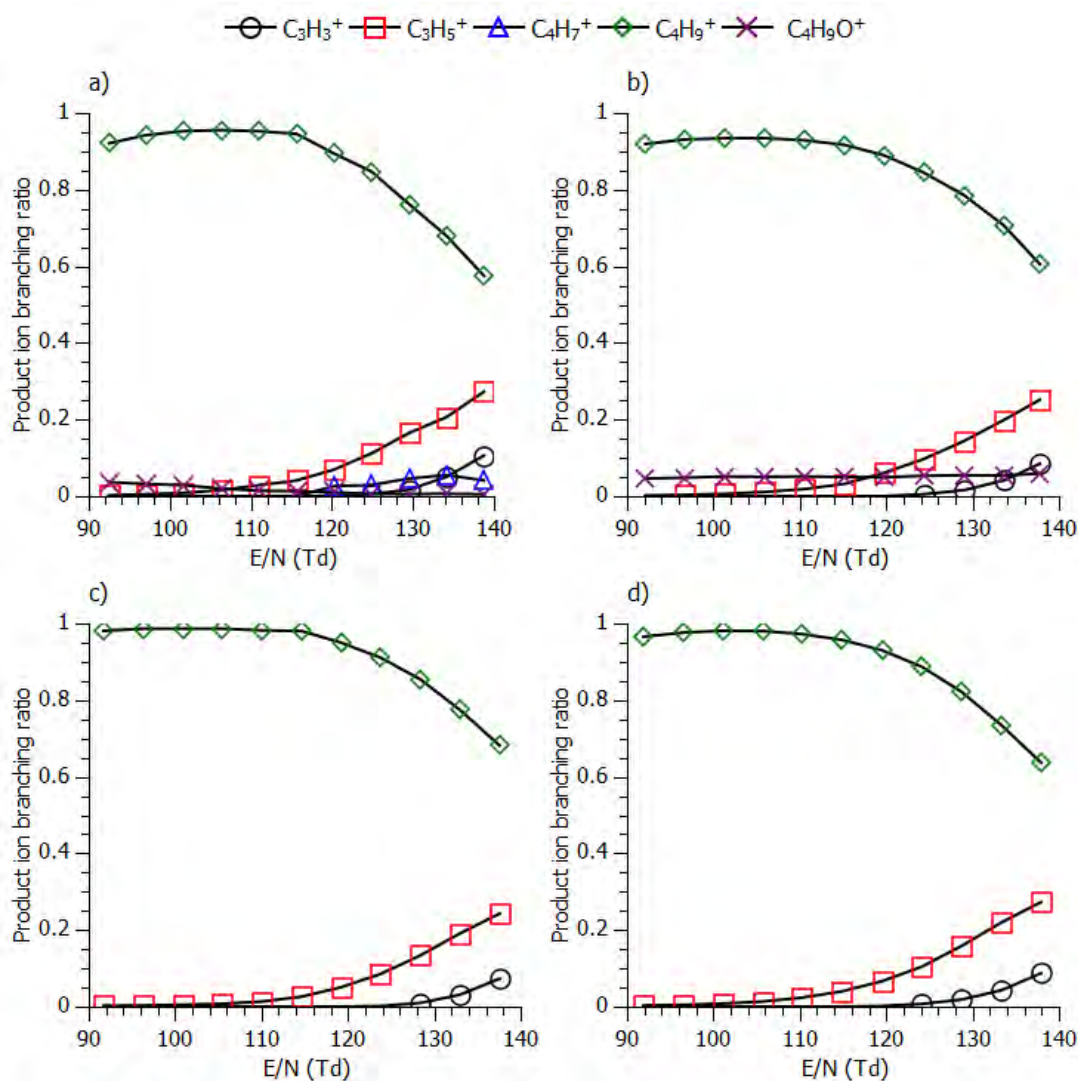 C₃H₃⁺ C₃H₅⁺ C₄H₇⁺ C₄H₉⁺ C₄H₉O⁺
a)
Product ion branching ratio
1
0.8
0.6
0.4
0.2
0
90 100 110 120 130 140
E/N (Td)
b)
Product ion branching ratio
1
0.8
0.6
0.4
0.2
0
90 100 110 120 130 140
E/N (Td)
c)
Product ion branching ratio
1
0.8
0.6
0.4
0.2
0
90 100 110 120 130 140
E/N (Td)
d)
Product ion branching ratio
1
0.8
0.6
0.4
0.2
0
90 100 110 120 130 140
E/N (Td)